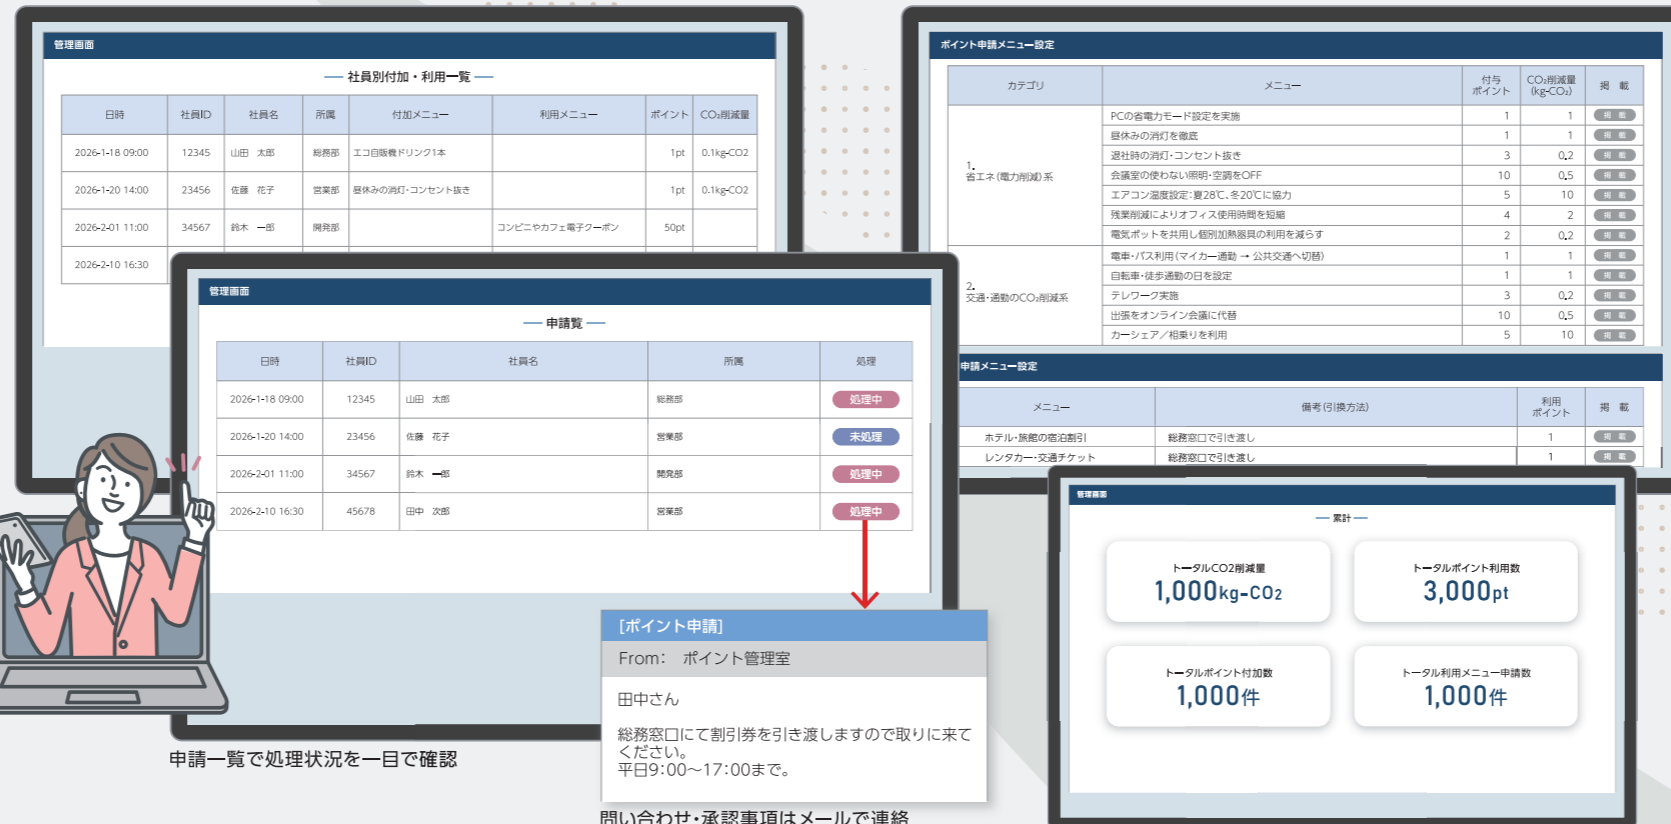 管理画面
社員別付加・利用一覧
日時 社員ID 社員名 所属 付加メニュー 利用メニュー ポイント CO₂削減量
2026-1-18 09:00 12345 山田 太郎 総務部 エコ自販機ドリンク1本 1pt 0.1kg-CO2
2026-1-20 14:00 23456 佐藤 花子 営業部 昼休みの消灯・コンセント抜き 1pt 0.1kg-CO2
2026-2-01 11:00 34567 鈴木 一郎 開発部 コンビニやカフェ電子クーポン 50pt
2026-2-10 16:30
管理画面
申請覧
日時 社員ID 社員名 所属 処理
2026-1-18 09:00 12345 山田 太郎 総務部 処理中
2026-1-20 14:00 23456 佐藤 花子 営業部 未処理
2026-2-01 11:00 34567 鈴木 一郎 開発部 処理中
2026-2-10 16:30 45678 田中 次郎 営業部 処理中
申請一覧で処理状況を一目で確認
[ポイント申請]
From: ポイント管理室
田中さん
総務窓口にて割引券を引き渡しますので取りに来て
ください。
平日9:00〜17:00まで。
問い合わせ・承認事項はメールで連絡
ポイント申請メニュー設定
カテゴリ メニュー 付与ポイント CO₂削減量(kg-CO₂) 掲 載
1.
省エネ(電力削減)系
PCの省電力モード設定を実施 1 1 掲 載
昼休みの消灯を徹底 1 1 掲 載
退社時の消灯・コンセント抜き 3 0.2 掲 載
会議室の使わない照明・空調をOFF 10 0.5 掲 載
エアコン温度設定:夏28℃、冬20℃に協力 5 10 掲 載
残業削減によりオフィス使用時間を短縮 4 2 掲 載
電気ポットを共用し個別加熱器具の利用を減らす 2 0.2 掲 載
2.
交通・通勤のCO₂削減系
電車・バス利用(マイカー通勤 → 公共交通へ切替) 1 1 掲 載
自転車・徒歩通勤の日を設定 1 1 掲 載
テレワーク実施 3 0.2 掲 載
出張をオンライン会議に代替 10 0.5 掲 載
カーシェア/相乗りを利用 5 10 掲 載
申請メニュー設定
メニュー 備考(引換方法) 利用ポイント 掲 載
ホテル・旅館の宿泊割引 総務窓口で引き渡し 1 掲 載
レンタカー・交通チケット 総務窓口で引き渡し 1 掲 載
管理画面
累計
トータルCO2削減量
1,000kg-CO2
トータルポイント利用数
3,000pt
トータルポイント付加数
1,000件
トータル利用メニュー申請数
1,000件